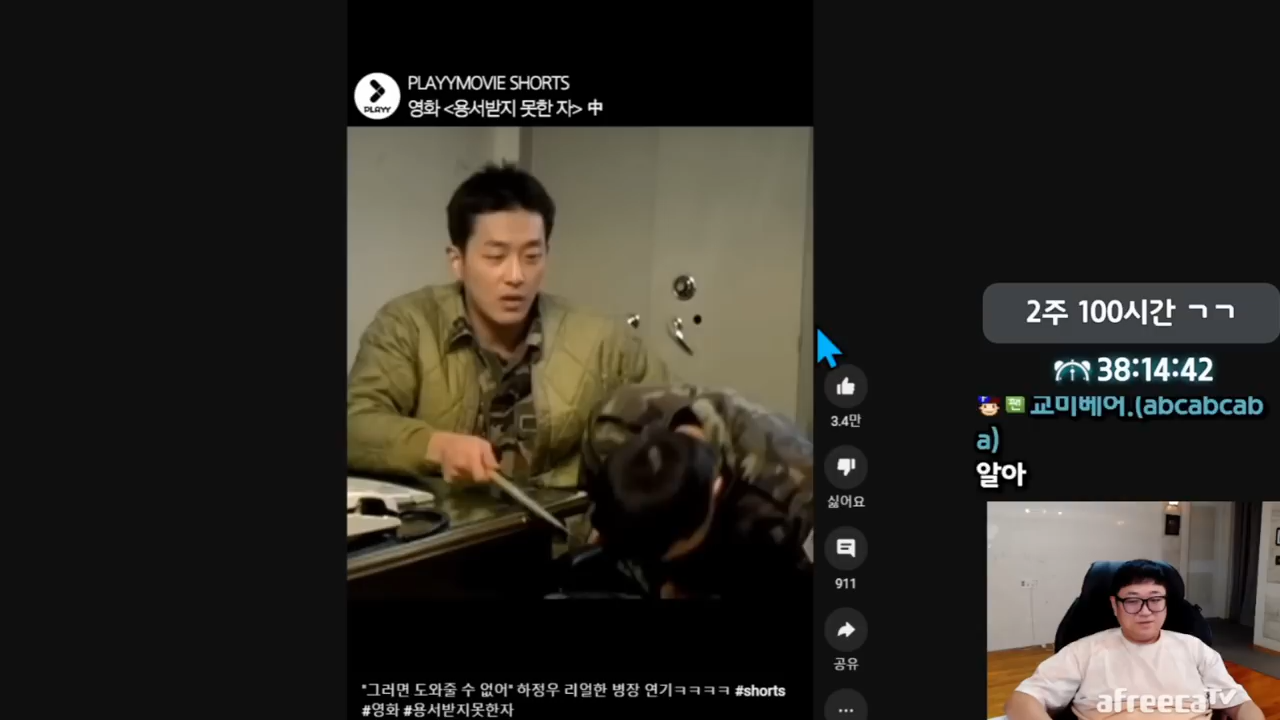 PLAYYMOVIE SHORTS
PLAYY
영화 <용서받지 못한 자> 中
3.4만
싫어요
911
공유
"그러면 도와줄 수 없어" 하정우 리얼한 병장 연기ㅋㅋㅋㅋ #shorts
#영화 #용서받지못한자
2주 100시간 ㄱㄱ
38:14:42
팬 교미베어.(abcabcab
a)
알아
afreecaTV